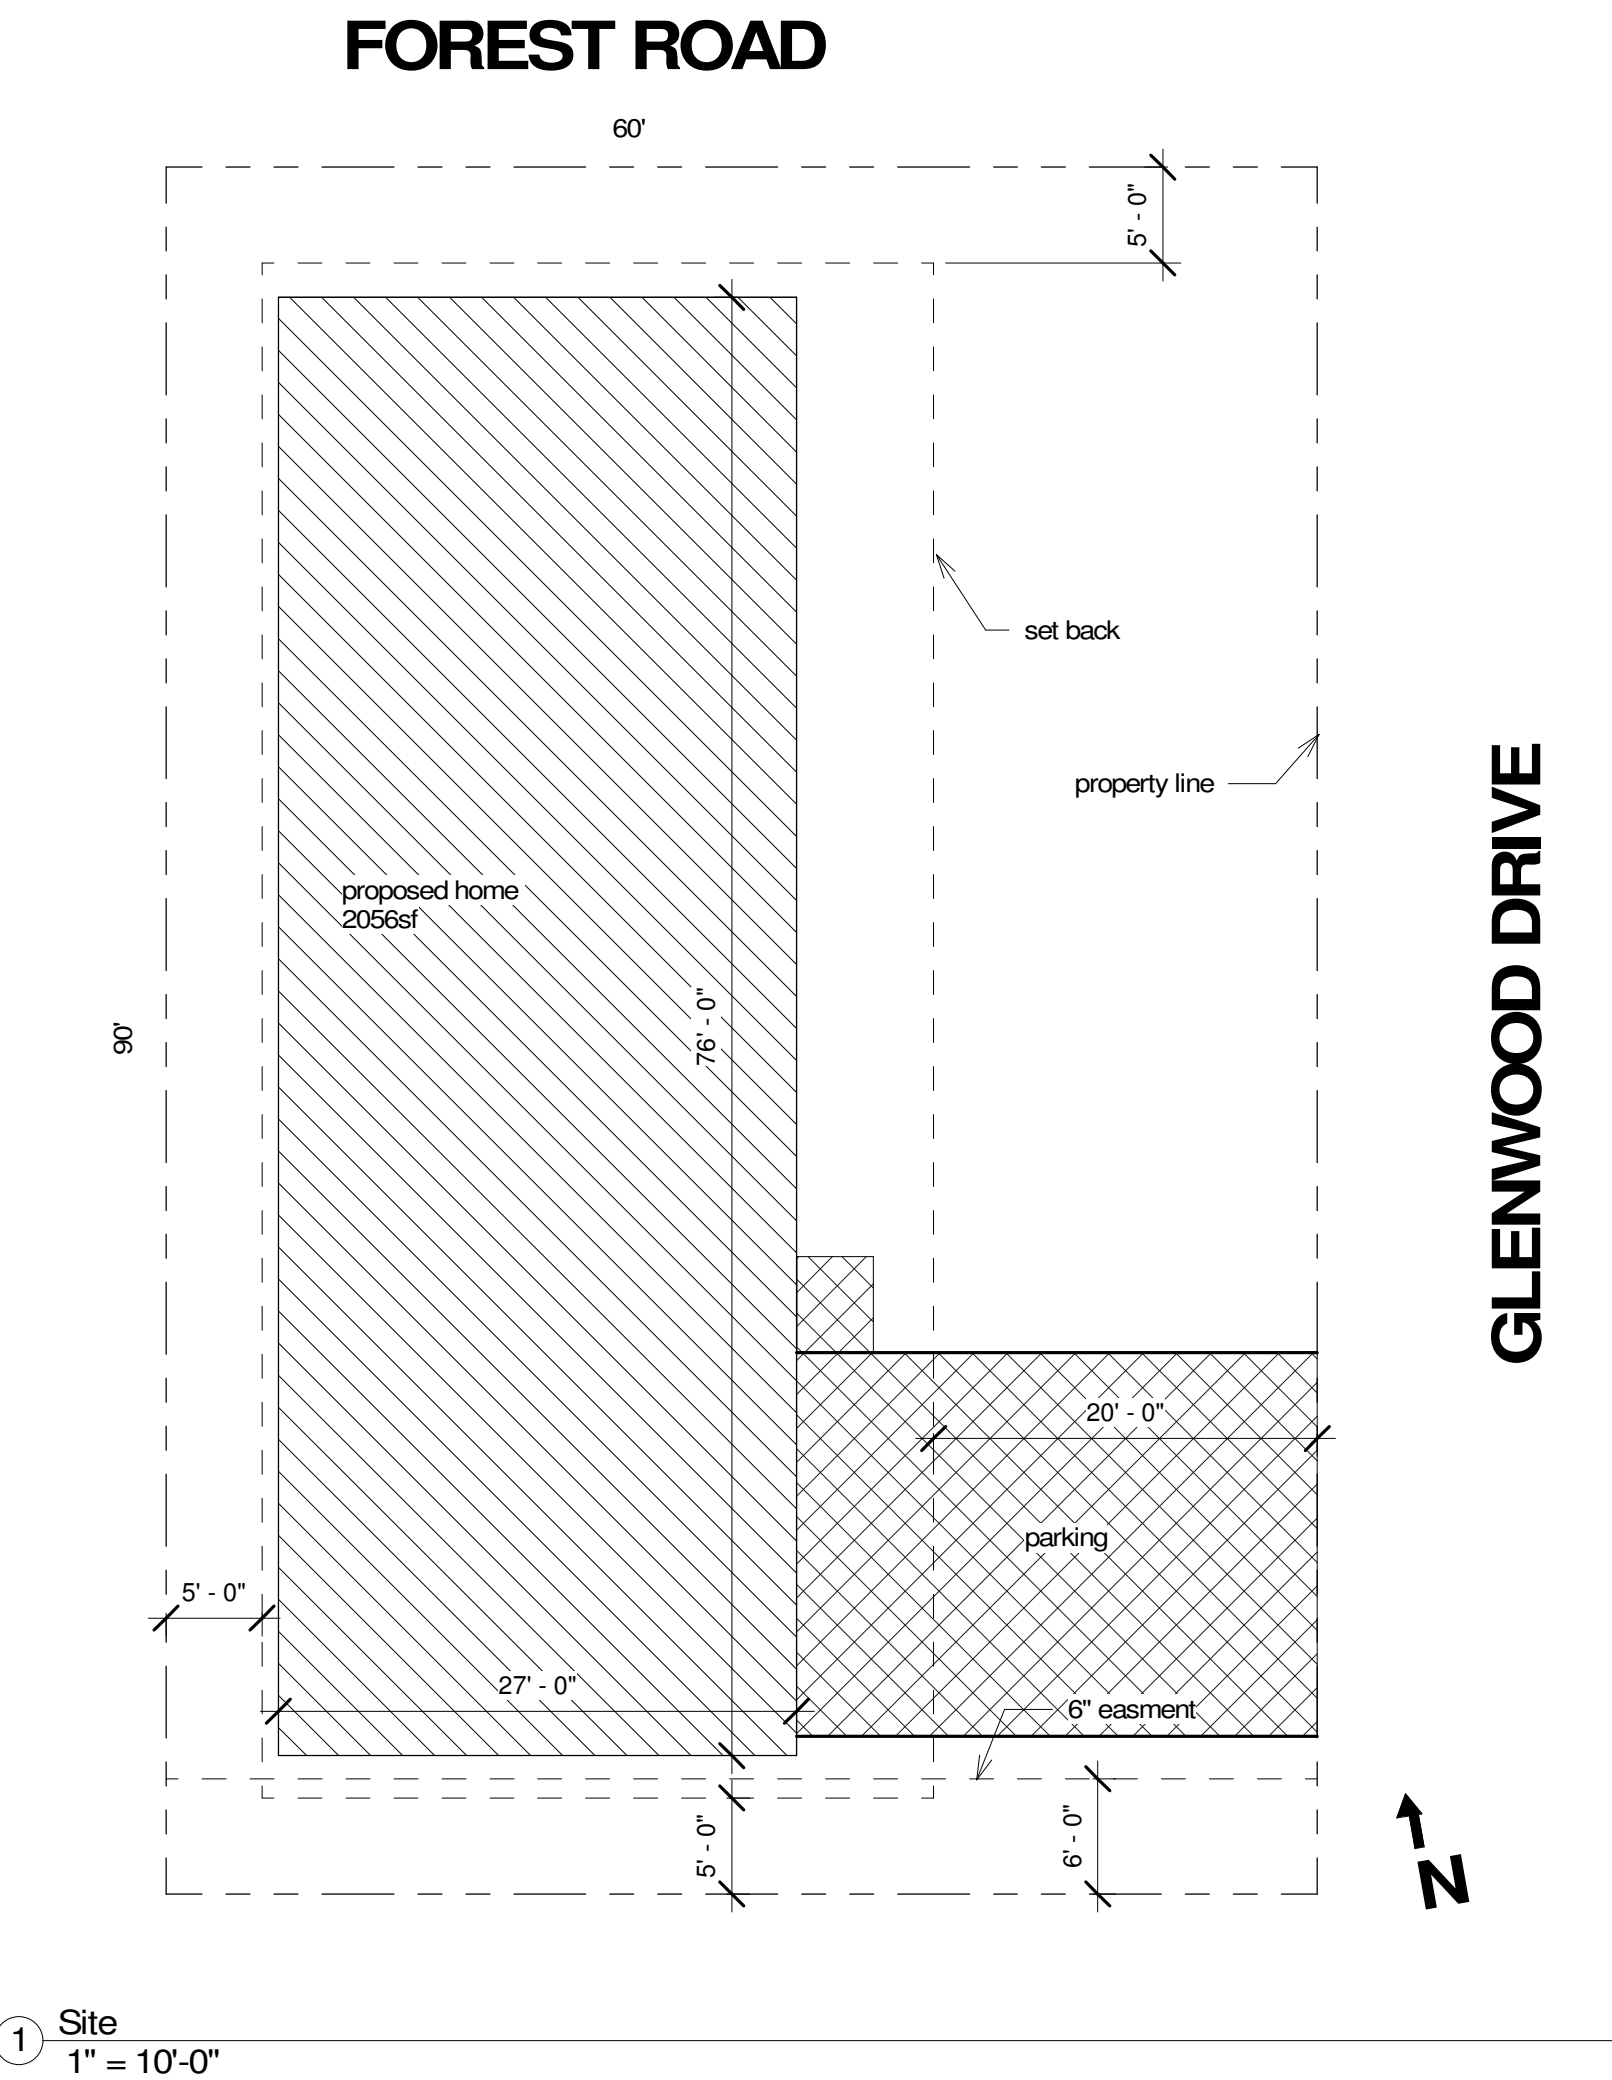 FOREST ROAD
60'
5' - 0"
set back
property line
GLENWOOD DRIVE
proposed home
2056sf
76' - 0"
90'
20' - 0"
parking
5' - 0"
27' - 0"
6" easment
5' - 0"
6' - 0"
N
1
Site
1" = 10'-0"